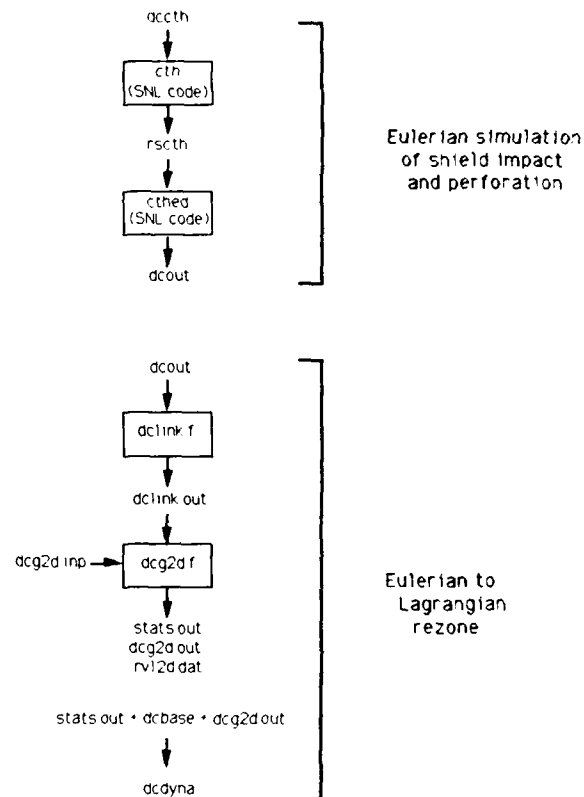 dccth
cth
(SNL code)
rscth
cthed
(SNL code)
dcout
Eulerian simulation
of shield impact
and perforation
dcout
dclink f
dclink out
dcg2d inp
dcg2d f
stats out
dcg2d out
rvl2d dat
Eulerian to
Lagrangian
rezone
stats out + dcbase + dcg2d out
dcdyna